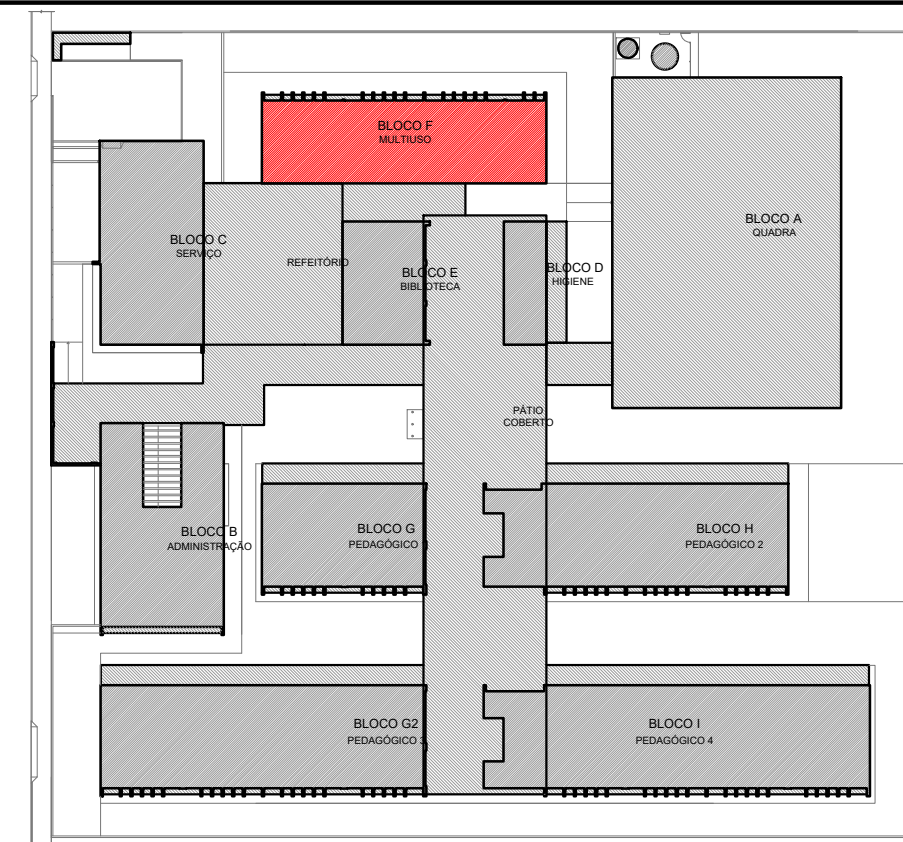 BLOCO F
MULTIUSO
BLOCO A
QUADRA
BLOCO C
SERVIÇO
REFEITÓRIO
BLOCO E
BIBLIOTECA
BLOCO D
HIGIENE
PÁTIO
COBERTO
BLOCO B
ADMINISTRAÇÃO
BLOCO G
PEDAGÓGICO
BLOCO H
PEDAGÓGICO 2
BLOCO G2
PEDAGÓGICO 3
BLOCO I
PEDAGÓGICO 4